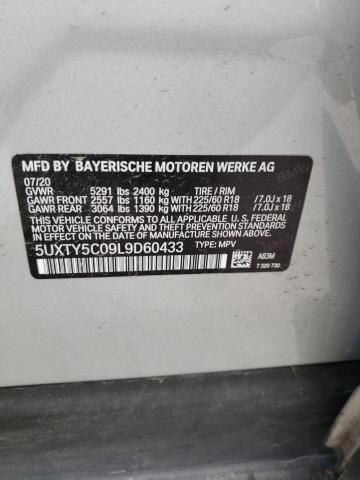 MFD BY BAYERISCHE MOTOREN WERKE AG
07/20
GVWR 5291 lbs 2400 kg TIRE / RIM
GAWR FRONT 2557 lbs 1160 kg WITH 225/60 R18 /7.0J x 18
GAWR REAR 3064 lbs 1390 kg WITH 225/60 R18 /7.0J x 18
THIS VEHICLE CONFORMS TO ALL APPLICABLE U. S. FEDERAL
MOTOR VEHICLE SAFETY AND THEFT PREVENTION STANDARDS
IN EFFECT ON THE DATE OF MANUFACTURE SHOWN ABOVE.
5UXTY5C09L9D60433 TYPE: MPV
A83M
7 320 730